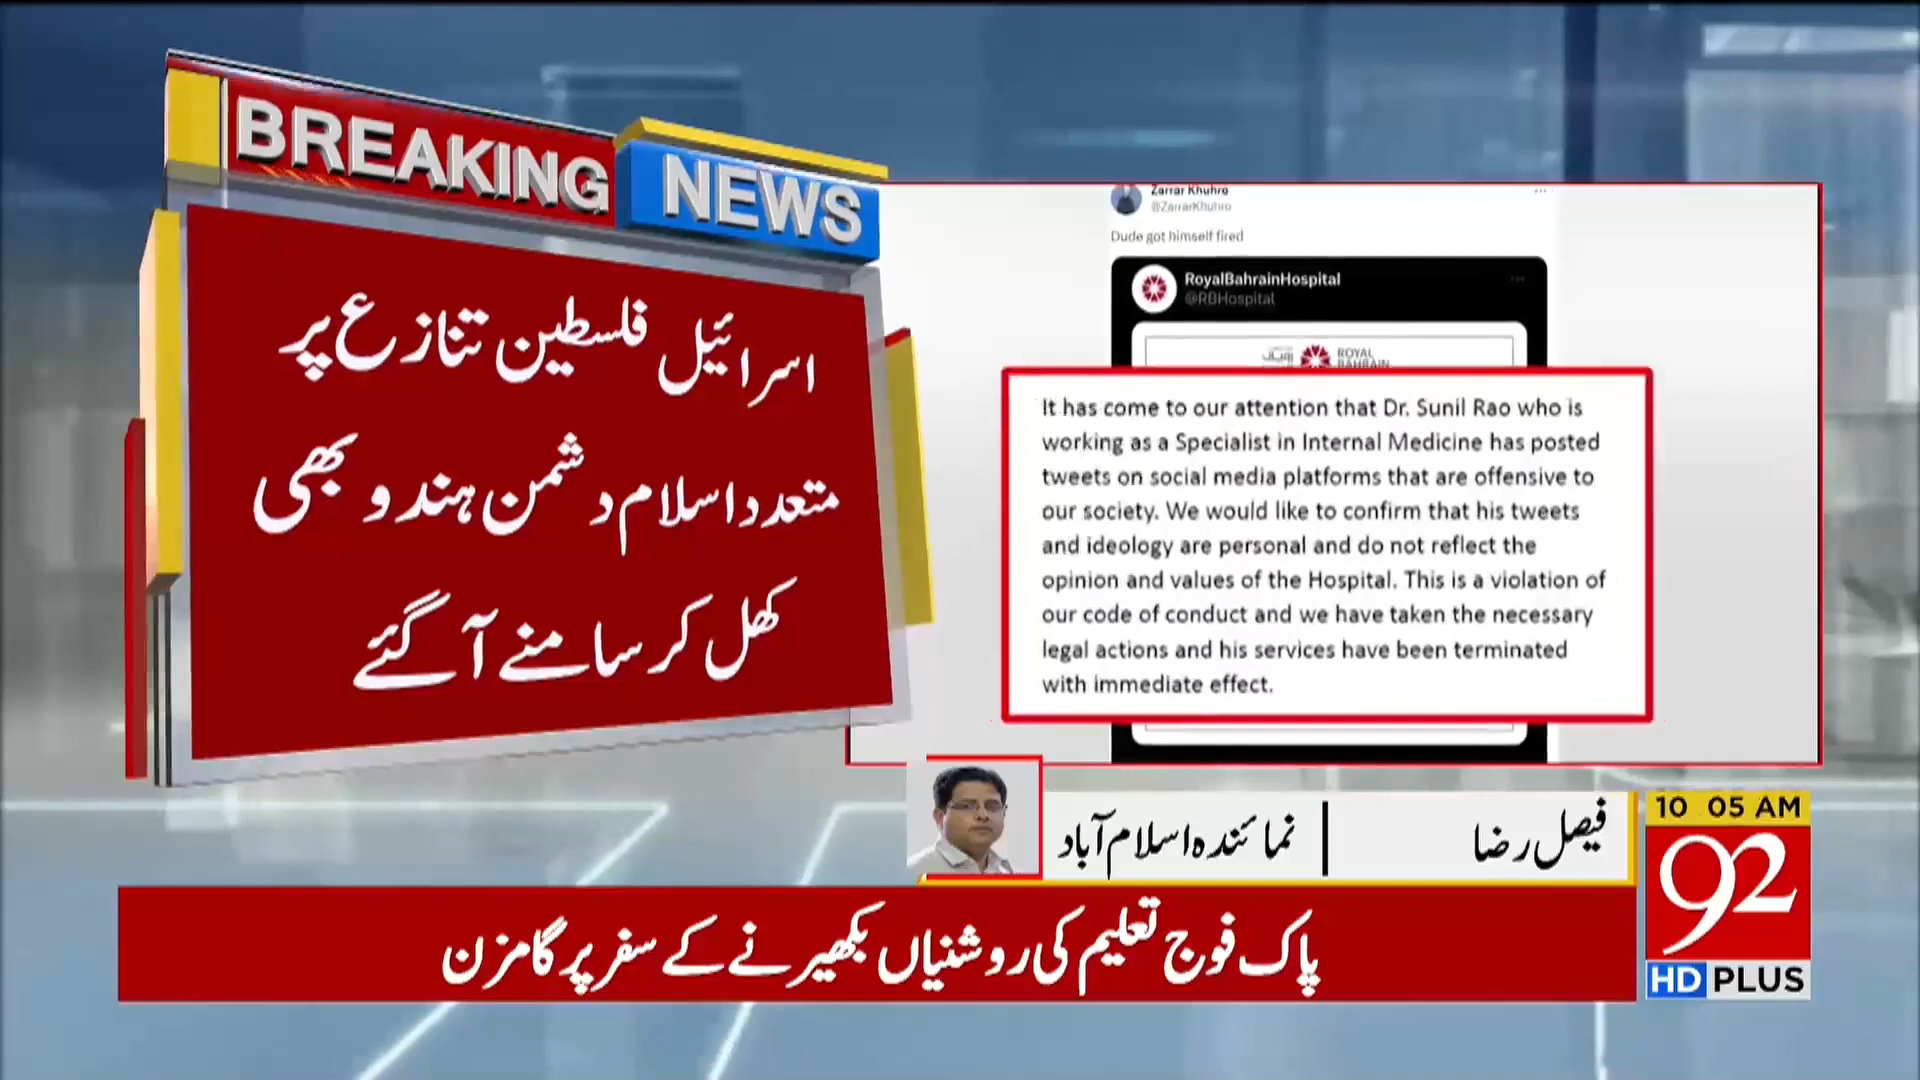 BREAKING NEWS
اسرائیل فلسطین تنازع پر
متعدد اسلام دشمن ہندو بھی
کھل کر سامنے آگئے
Zarrar Khuhro
@ZarrarKhuhro
Dude got himself fired
RoyalBahrainHospital
@RBHospital
ROYAL
BAHRAIN
It has come to our attention that Dr. Sunil Rao who is
working as a Specialist in Internal Medicine has posted
tweets on social media platforms that are offensive to
our society. We would like to confirm that his tweets
and ideology are personal and do not reflect the
opinion and values of the Hospital. This is a violation of
our code of conduct and we have taken the necessary
legal actions and his services have been terminated
with immediate effect.
فیصل رضا | نمائندہ اسلام آباد
10 05 AM
92
HD PLUS
پاک فوج تعلیم کی روشنیاں بکھیرنے کے سفر پر گامزن